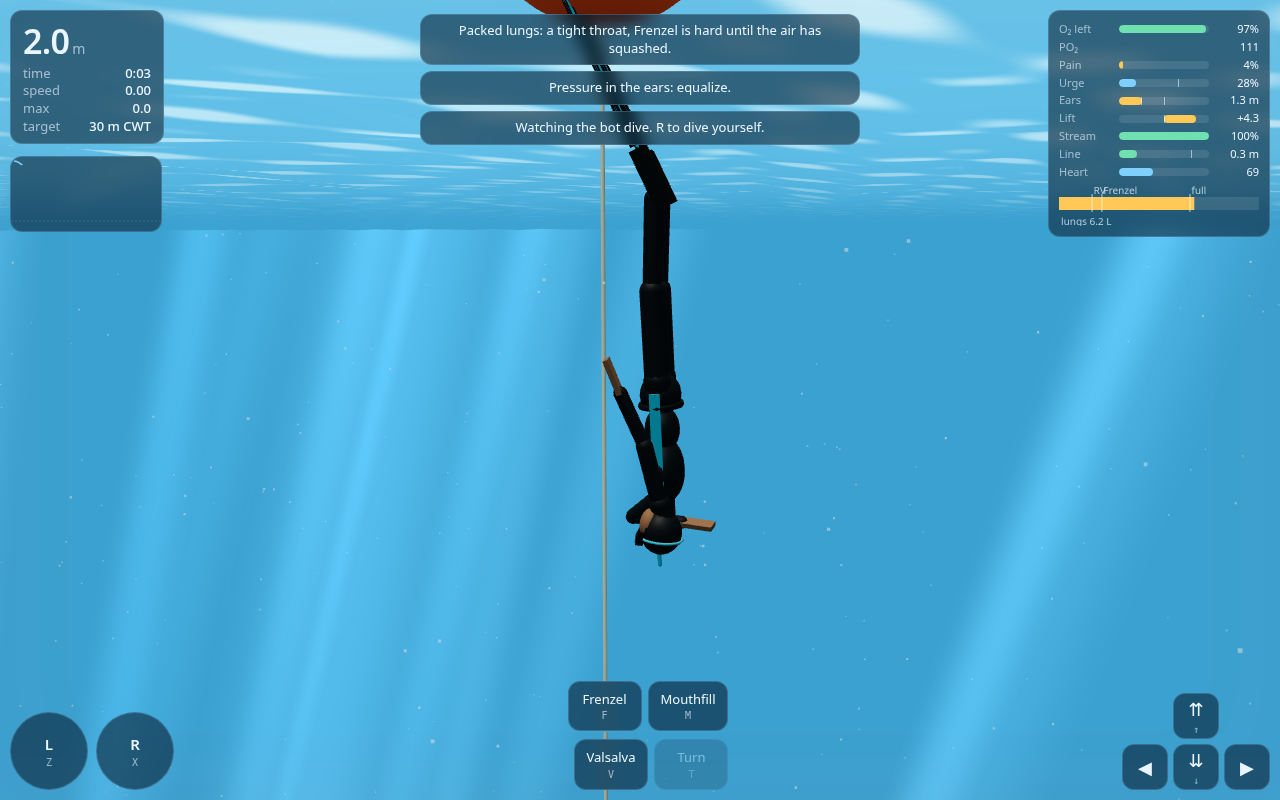 2.0 m
time 0:03
speed 0.00
max 0.0
target 30 m CWT
Packed lungs: a tight throat, Frenzel is hard until the air has
squashed.
Pressure in the ears: equalize.
Watching the bot dive. R to dive yourself.
O₂ left 97%
PO₂ 111
Pain 4%
Urge 28%
Ears 1.3 m
Lift +4.3
Stream 100%
Line 0.3 m
Heart 69
RV Frenzel full
lungs 6.2 L
L
Z
R
X
Frenzel
F
Mouthfill
M
Valsalva
V
Turn
T
⇈
↑
◀
⇊
↓
▶